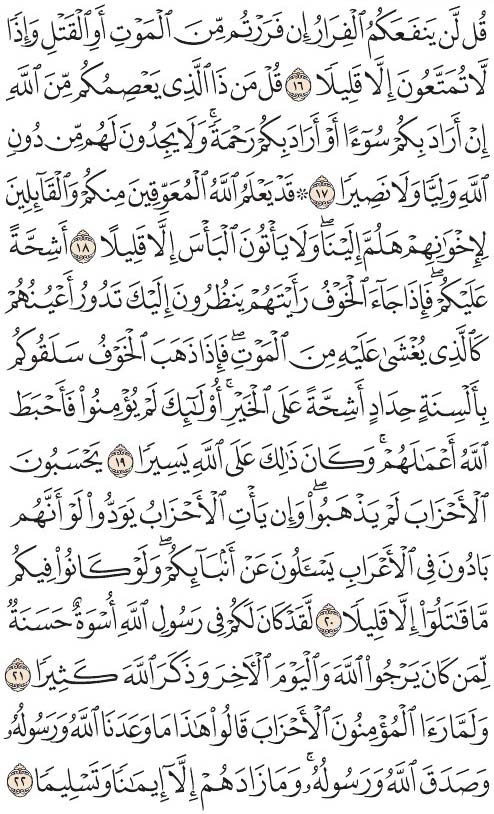 قُل لَّن يَنفَعَكُمُ ٱلْفِرَارُ إِن فَرَرْتُم مِّنَ ٱلْمَوْتِ أَوِ ٱلْقَتْلِ وَإِذًا
لَّا تُمَتَّعُونَ إِلَّا قَلِيلًا ١٦ قُلْ مَن ذَا ٱلَّذِى يَعْصِمُكُم مِّنَ ٱللَّهِ
إِنْ أَرَادَ بِكُمْ سُوٓءًا أَوْ أَرَادَ بِكُمْ رَحْمَةً ۚ وَلَا يَجِدُونَ لَهُم مِّن دُونِ
ٱللَّهِ وَلِيًّا وَلَا نَصِيرًا ١٧ ۞ قَدْ يَعْلَمُ ٱللَّهُ ٱلْمُعَوِّقِينَ مِنكُمْ وَٱلْقَآئِلِينَ
لِإِخْوَٰنِهِمْ هَلُمَّ إِلَيْنَا ۖ وَلَا يَأْتُونَ ٱلْبَأْسَ إِلَّا قَلِيلًا ١٨ أَشِحَّةً
عَلَيْكُمْ ۖ فَإِذَا جَآءَ ٱلْخَوْفُ رَأَيْتَهُمْ يَنظُرُونَ إِلَيْكَ تَدُورُ أَعْيُنُهُمْ
كَٱلَّذِى يُغْشَىٰ عَلَيْهِ مِنَ ٱلْمَوْتِ ۖ فَإِذَا ذَهَبَ ٱلْخَوْفُ سَلَقُوكُم
بِأَلْسِنَةٍ حِدَادٍ أَشِحَّةً عَلَى ٱلْخَيْرِ ۚ أُو۟لَٰٓئِكَ لَمْ يُؤْمِنُوا۟ فَأَحْبَطَ
ٱللَّهُ أَعْمَٰلَهُمْ ۚ وَكَانَ ذَٰلِكَ عَلَى ٱللَّهِ يَسِيرًا ١٩ يَحْسَبُونَ
ٱلْأَحْزَابَ لَمْ يَذْهَبُوا۟ ۖ وَإِن يَأْتِ ٱلْأَحْزَابُ يَوَدُّوا۟ لَوْ أَنَّهُم
بَادُونَ فِى ٱلْأَعْرَابِ يَسْـَٔلُونَ عَنْ أَنۢبَآئِكُمْ ۖ وَلَوْ كَانُوا۟ فِيكُم
مَّا قَٰتَلُوٓا۟ إِلَّا قَلِيلًا ٢٠ لَّقَدْ كَانَ لَكُمْ فِى رَسُولِ ٱللَّهِ أُسْوَةٌ حَسَنَةٌ
لِّمَن كَانَ يَرْجُوا۟ ٱللَّهَ وَٱلْيَوْمَ ٱلْـَٔاخِرَ وَذَكَرَ ٱللَّهَ كَثِيرًا ٢١
وَلَمَّا رَءَا ٱلْمُؤْمِنُونَ ٱلْأَحْزَابَ قَالُوا۟ هَٰذَا مَا وَعَدَنَا ٱللَّهُ وَرَسُولُهُۥ
وَصَدَقَ ٱللَّهُ وَرَسُولُهُۥ ۚ وَمَا زَادَهُمْ إِلَّآ إِيمَٰنًا وَتَسْلِيمًا ٢٢